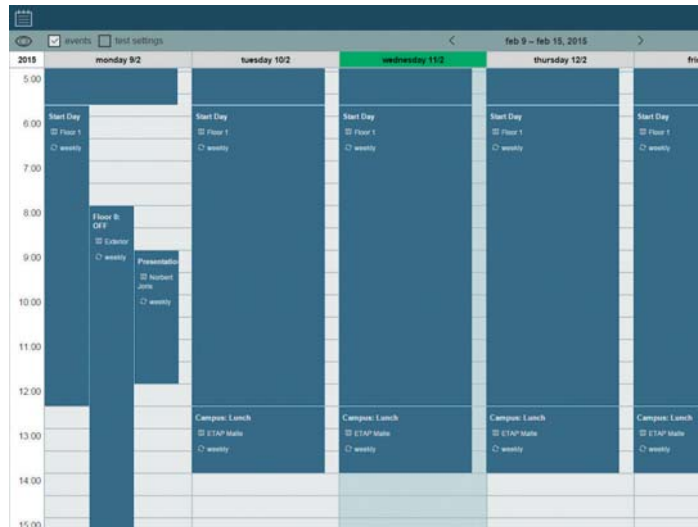 events test settings feb 9 – feb 15, 2015
2015 monday 9/2 tuesday 10/2 wednesday 11/2 thursday 12/2 fri
5:00
6:00
7:00
8:00
9:00
10:00
11:00
12:00
13:00
14:00
15:00
Start Day
Floor 1
weekly
Floor 8:
OFF
Exterior
weekly
Presentatio
Norbert
Joris
weekly
Start Day
Floor 1
weekly
Campus: Lunch
ETAP Malle
weekly
Start Day
Floor 1
weekly
Campus: Lunch
ETAP Malle
weekly
Start Day
Floor 1
weekly
Campus: Lunch
ETAP Malle
weekly
Start Day
Floor 1
weekly
Campus: Lunch
ETAP Malle
weekly